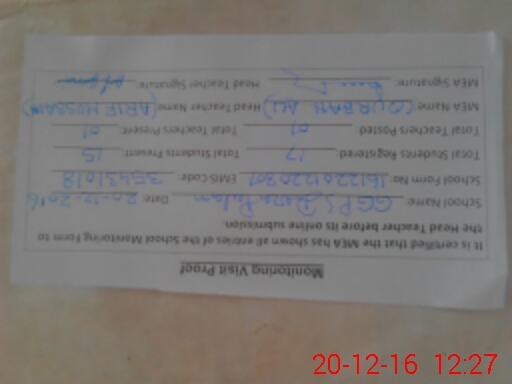 Monitoring Visit Proof
It is certified that the MEA has shown all entries of the School Monitoring Form to
the Head Teacher before its online submission.
School Name: GGPS Date: 20-12-2016
School Form No: EMIS Code: 35431018
Total Students Registered: 17 Total Students Present: 15
Total Teachers Posted: 01 Total Teachers Present: 01
MEA Name (QURBAN ALI) Head Teacher Name (ARIF HUSSAIN)
MEA Signature: Head Teacher Signature:
20-12-16 12:27